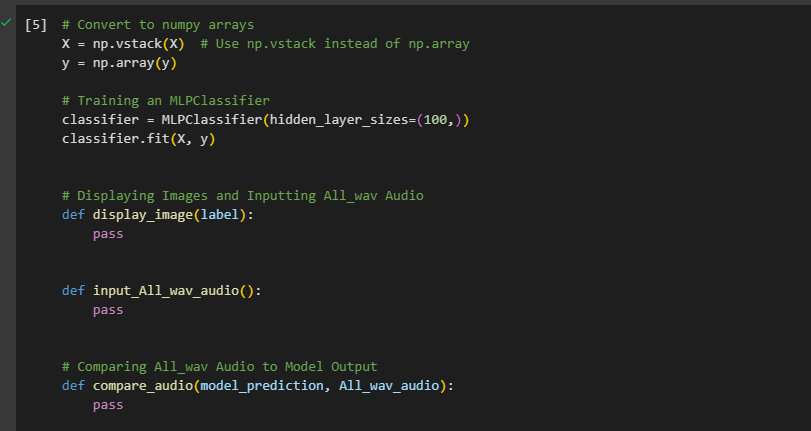 [5] # Convert to numpy arrays
X = np.vstack(X)  # Use np.vstack instead of np.array
y = np.array(y)
# Training an MLPClassifier
classifier = MLPClassifier(hidden_layer_sizes=(100,))
classifier.fit(X, y)
# Displaying Images and Inputting All_wav Audio
def display_image(label):
    pass
def input_All_wav_audio():
    pass
# Comparing All_wav Audio to Model Output
def compare_audio(model_prediction, All_wav_audio):
    pass